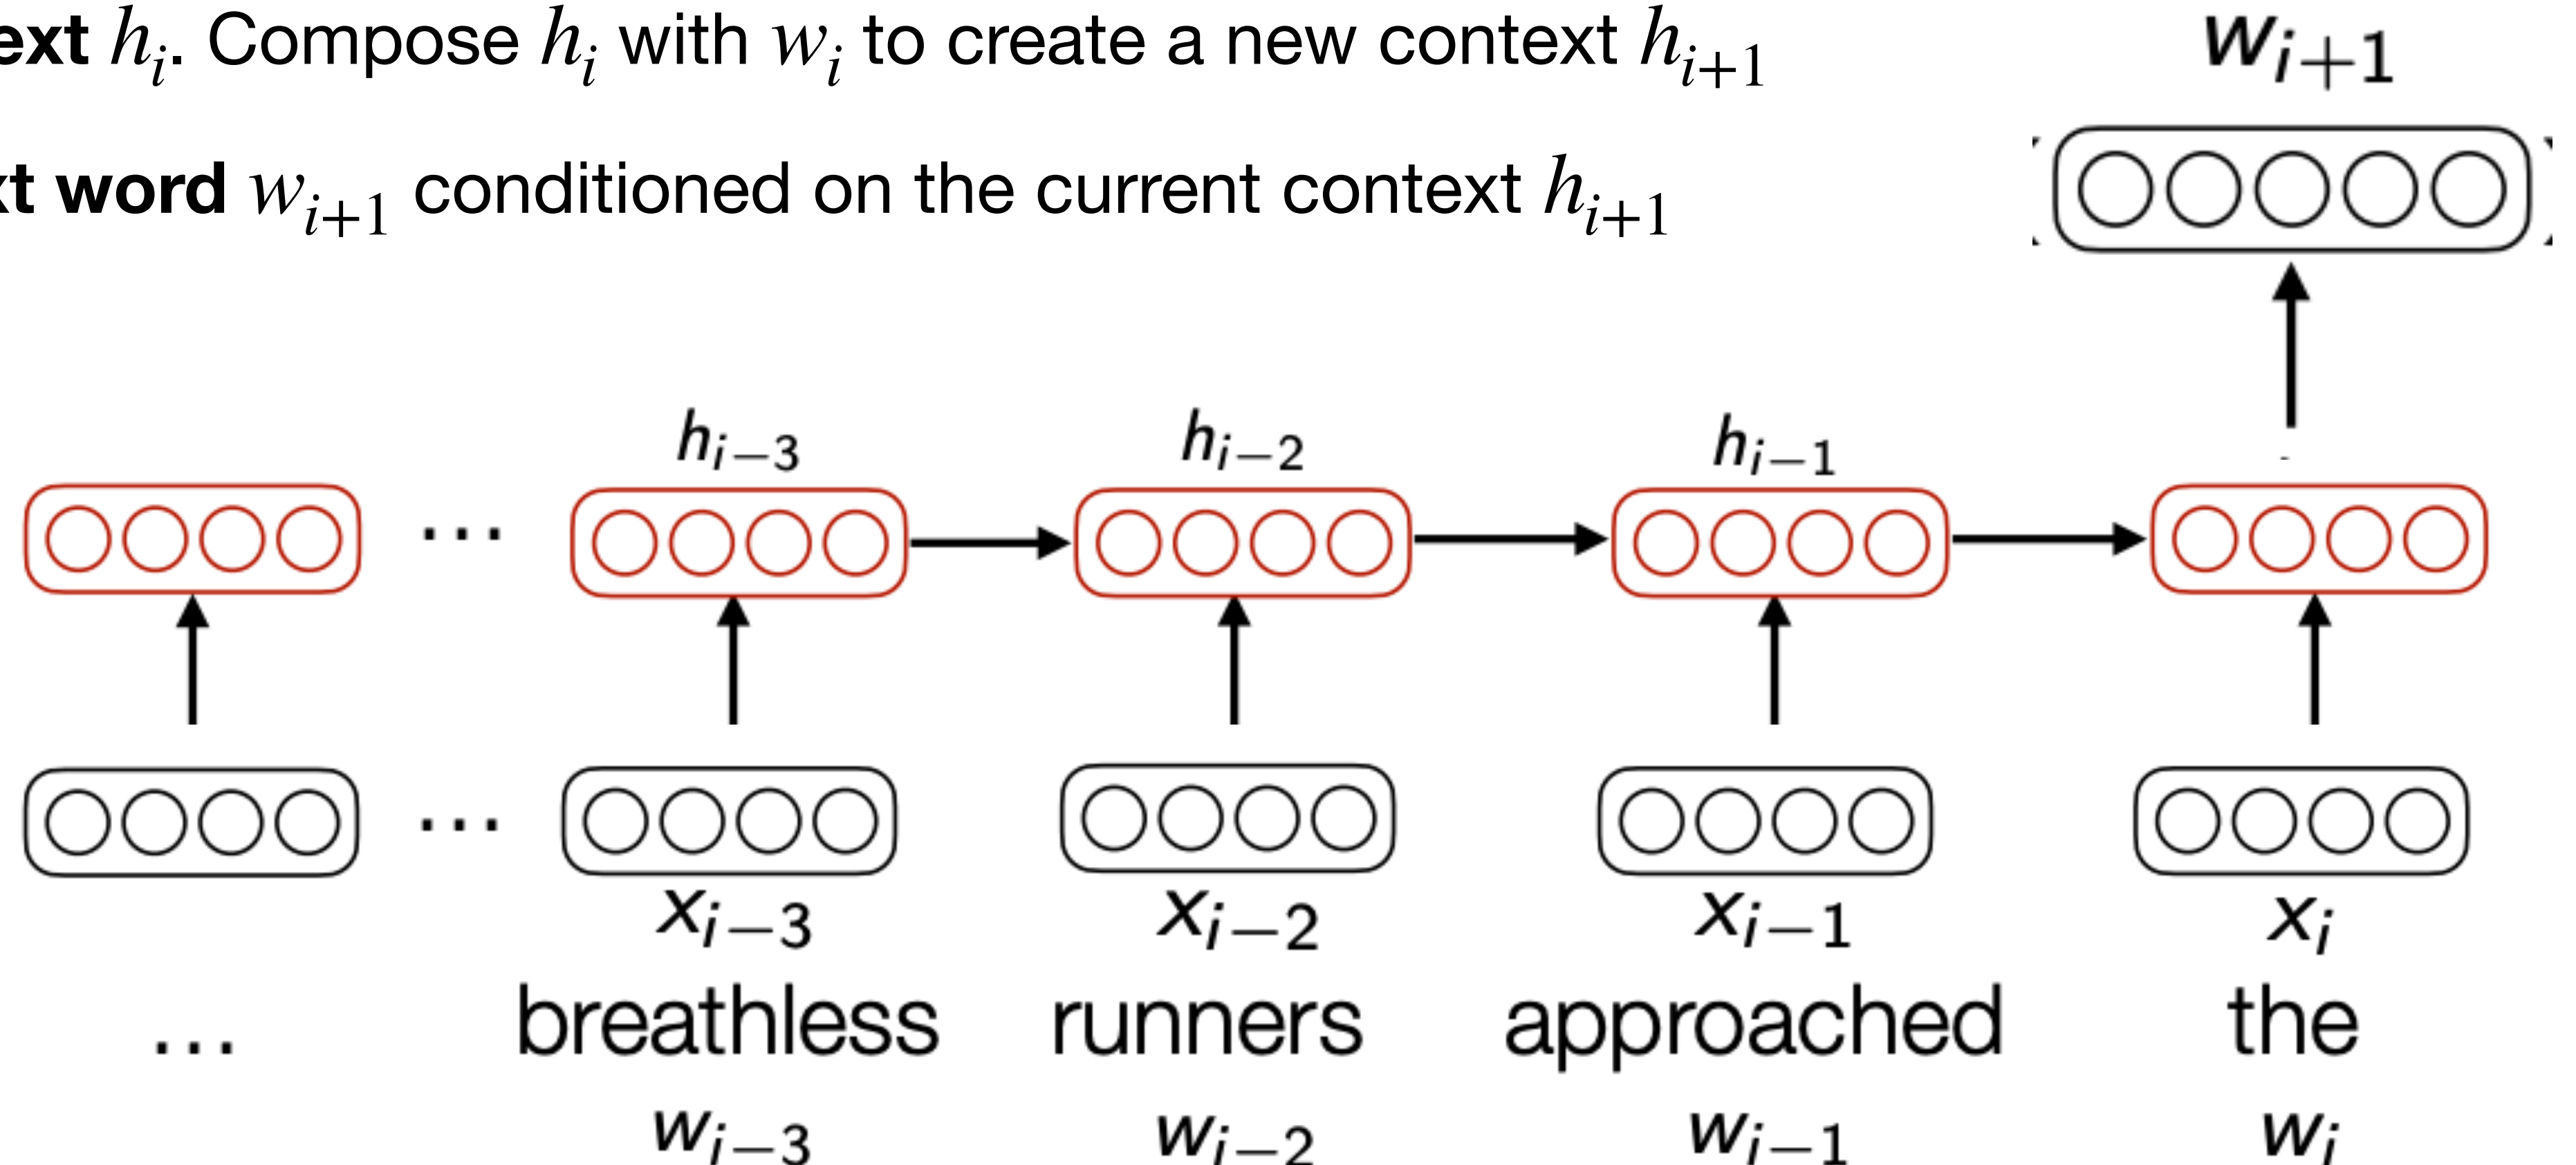 ext hᵢ. Compose hᵢ with wᵢ to create a new context hᵢ₊₁
wᵢ₊₁
xt word wᵢ₊₁ conditioned on the current context hᵢ₊₁
hᵢ₋₃ hᵢ₋₂ hᵢ₋₁
... 
...
xᵢ₋₃ xᵢ₋₂ xᵢ₋₁ xᵢ
... breathless runners approached the
wᵢ₋₃ wᵢ₋₂ wᵢ₋₁ wᵢ